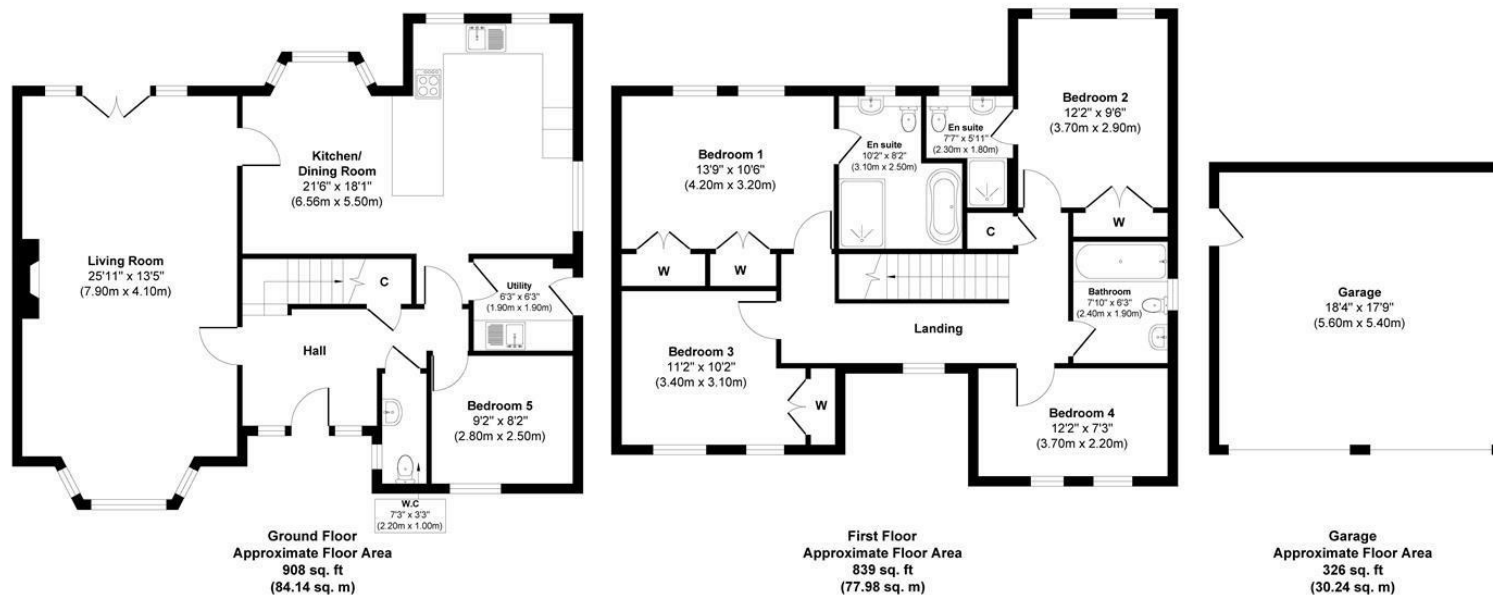 Kitchen/
Dining Room
21'6" x 18'1"
(6.56m x 5.50m)
Living Room
25'11" x 13'5"
(7.90m x 4.10m)
C
Utility
6'3" x 6'3"
(1.90m x 1.90m)
Hall
Bedroom 5
9'2" x 8'2"
(2.80m x 2.50m)
W.C
7'3" x 3'3"
(2.20m x 1.00m)
Ground Floor
Approximate Floor Area
908 sq. ft
(84.14 sq. m)
Bedroom 1
13'9" x 10'6"
(4.20m x 3.20m)
En suite
10'2" x 8'2"
(3.10m x 2.50m)
En suite
7'7" x 5'11"
(2.30m x 1.80m)
Bedroom 2
12'2" x 9'6"
(3.70m x 2.90m)
W
W
C
W
Bathroom
7'10" x 6'3"
(2.40m x 1.90m)
Landing
Bedroom 3
11'2" x 10'2"
(3.40m x 3.10m)
W
Bedroom 4
12'2" x 7'3"
(3.70m x 2.20m)
First Floor
Approximate Floor Area
839 sq. ft
(77.98 sq. m)
Garage
18'4" x 17'9"
(5.60m x 5.40m)
Garage
Approximate Floor Area
326 sq. ft
(30.24 sq. m)